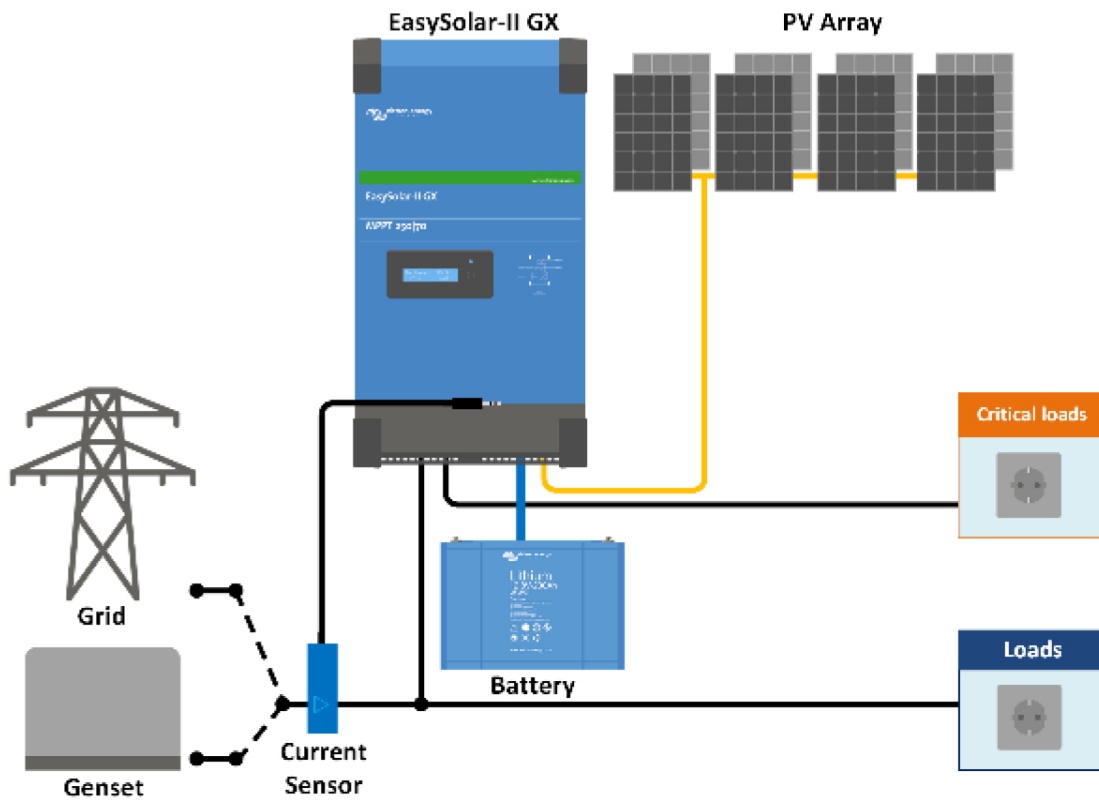 EasySolar-II GX
PV Array
EasySolar-II GX
MPPT 250|70
Critical loads
Grid
Lithium
Battery
Loads
Current
Sensor
Genset